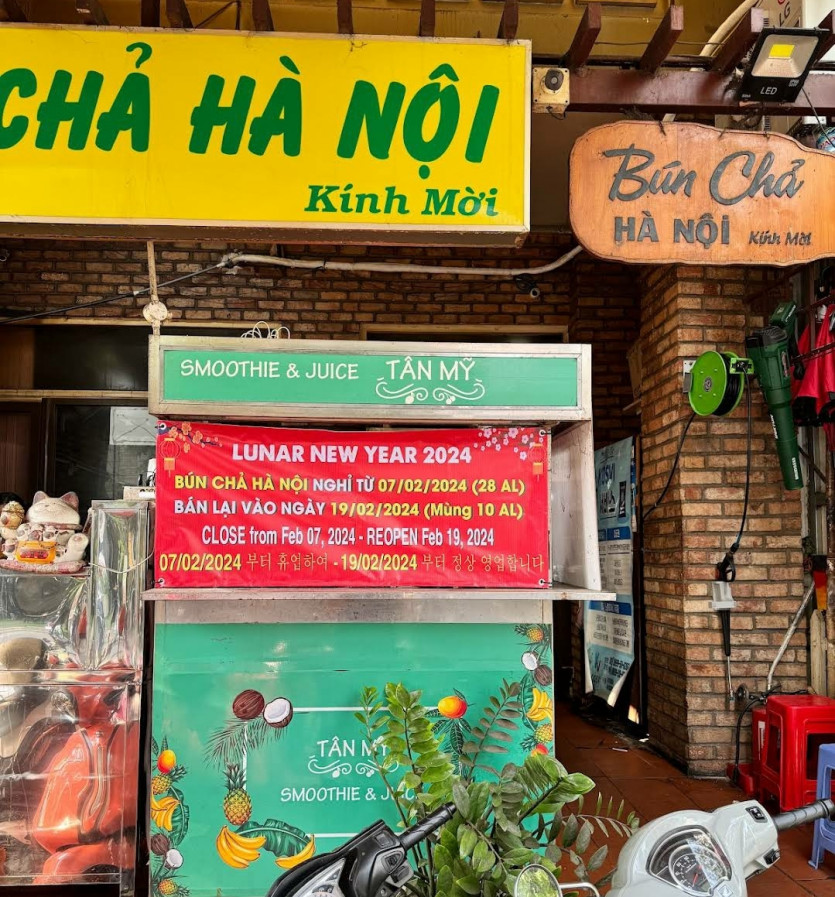 CHẢ HÀ NỘI
Kính Mời
Bún Chả
HÀ NỘI Kính Mời
LG
LED
SMOOTHIE & JUICE TÂN MỸ
LUNAR NEW YEAR 2024
BÚN CHẢ HÀ NỘI NGHỈ TỪ 07/02/2024 (28 AL)
BÁN LẠI VÀO NGÀY 19/02/2024 (Mùng 10 AL)
CLOSE from Feb 07, 2024 - REOPEN Feb 19, 2024
07/02/2024 부터 휴업하여 - 19/02/2024 부터 정상 영업합니다
TÂN MỸ
SMOOTHIE &